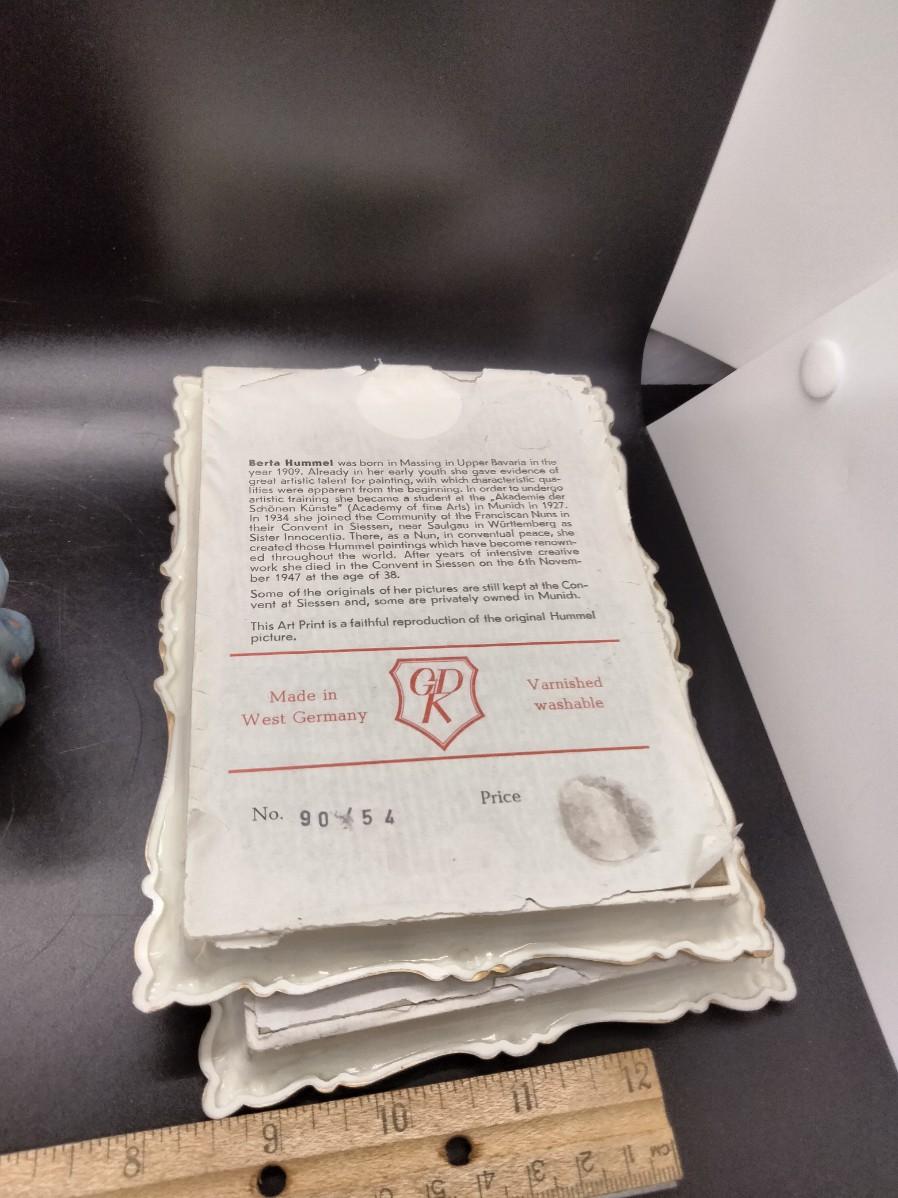 Berta Hummel was born in Massing in Upper Bavaria in the
year 1909. Already in her early youth she gave evidence of
great artistic talent for painting, with which characteristic qua-
lities were apparent from the beginning. In order to undergo
artistic training she became a student at the „Akademie der
Schönen Künste" (Academy of fine Arts) in Munich in 1927.
In 1934 she joined the Community of the Franciscan Nuns in
their Convent in Siessen, near Saulgau in Württemberg as
Sister Innocentia. There, as a Nun, in conventual peace, she
created those Hummel paintings which have become renown-
ed throughout the world. After years of intensive creative
work she died in the Convent in Siessen on the 6th Novem-
ber 1947 at the age of 38.
Some of the originals of her pictures are still kept at the Con-
vent at Siessen and, some are privately owned in Munich.
This Art Print is a faithful reproduction of the original Hummel
picture.
Made in
West Germany
GDK
Varnished
washable
No. 90 54
Price
8 9 10 11 12
5 4 3 2 1 CM